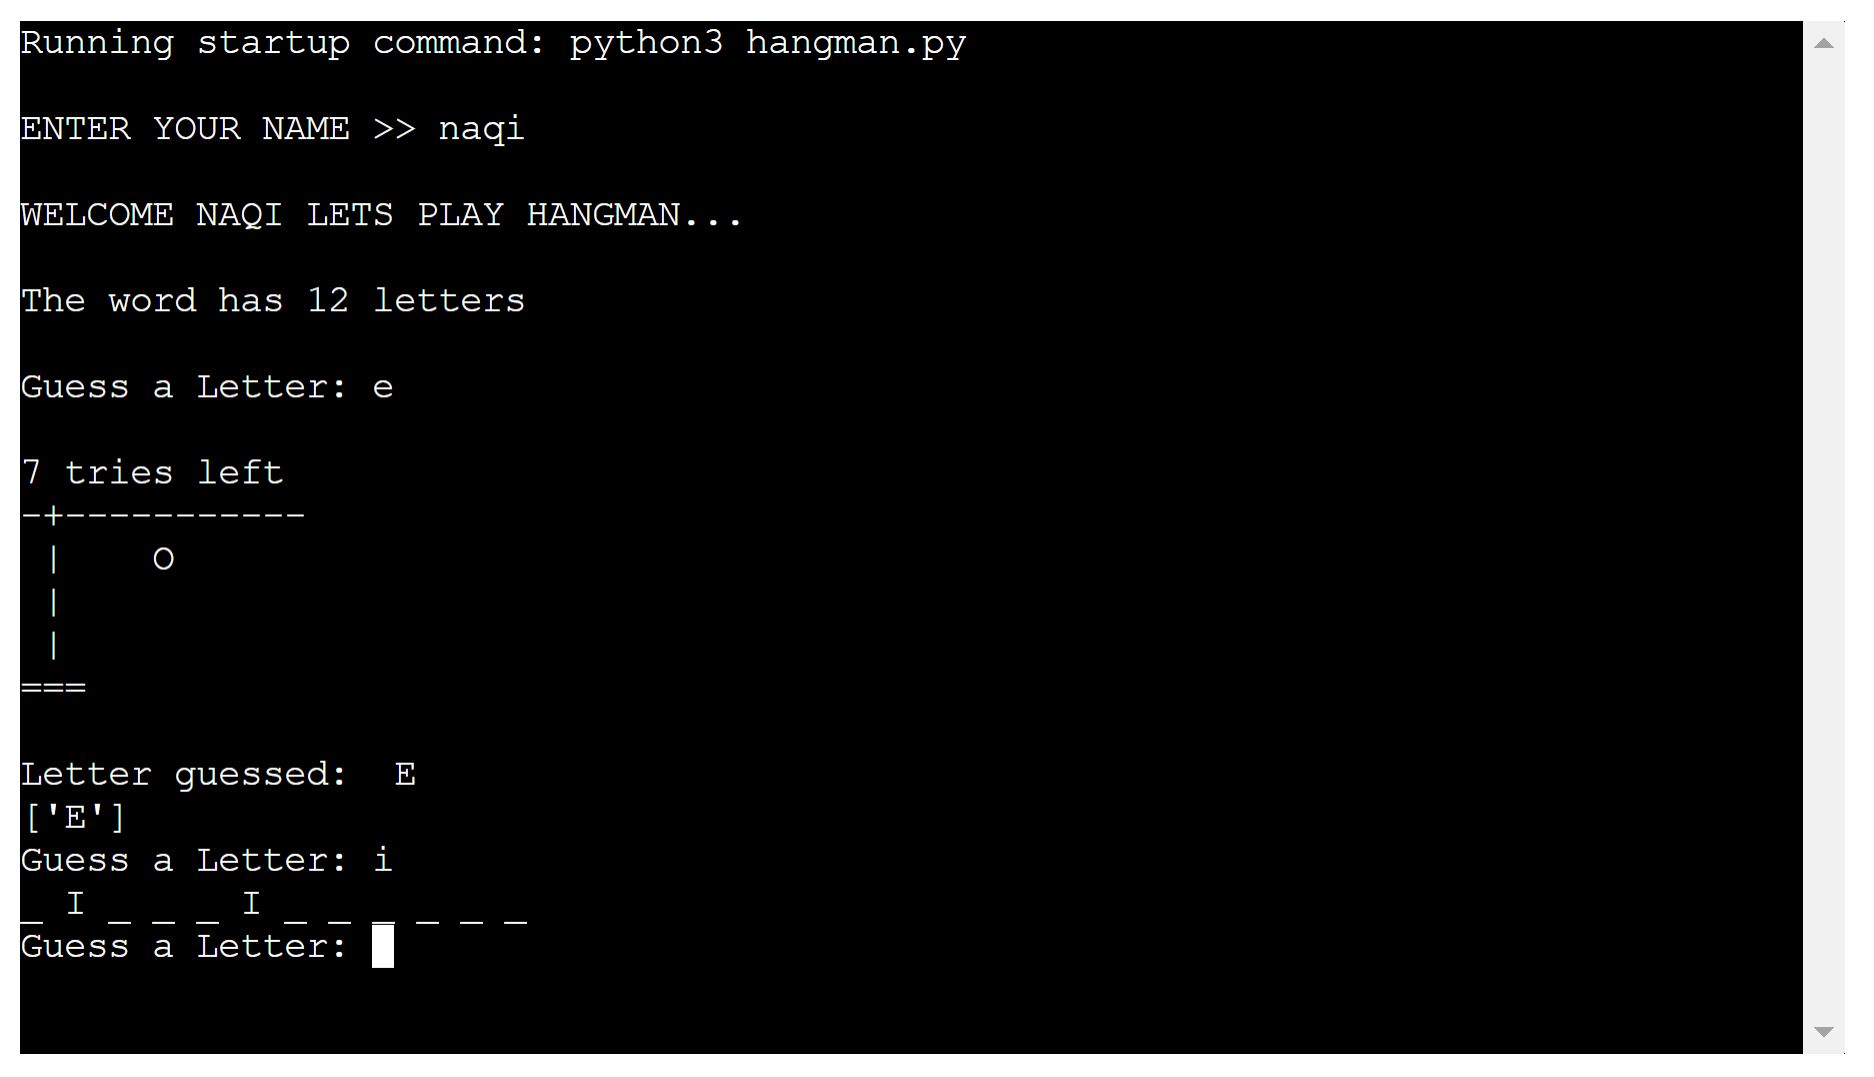 Running startup command: python3 hangman.py
ENTER YOUR NAME >> naqi
WELCOME NAQI LETS PLAY HANGMAN...
The word has 12 letters
Guess a Letter: e
7 tries left
-+-----------
 |    O
 |
 |
===
Letter guessed:  E
['E']
Guess a Letter: i
_ I _ _ _ I _ _ _ _ _ _
Guess a Letter: